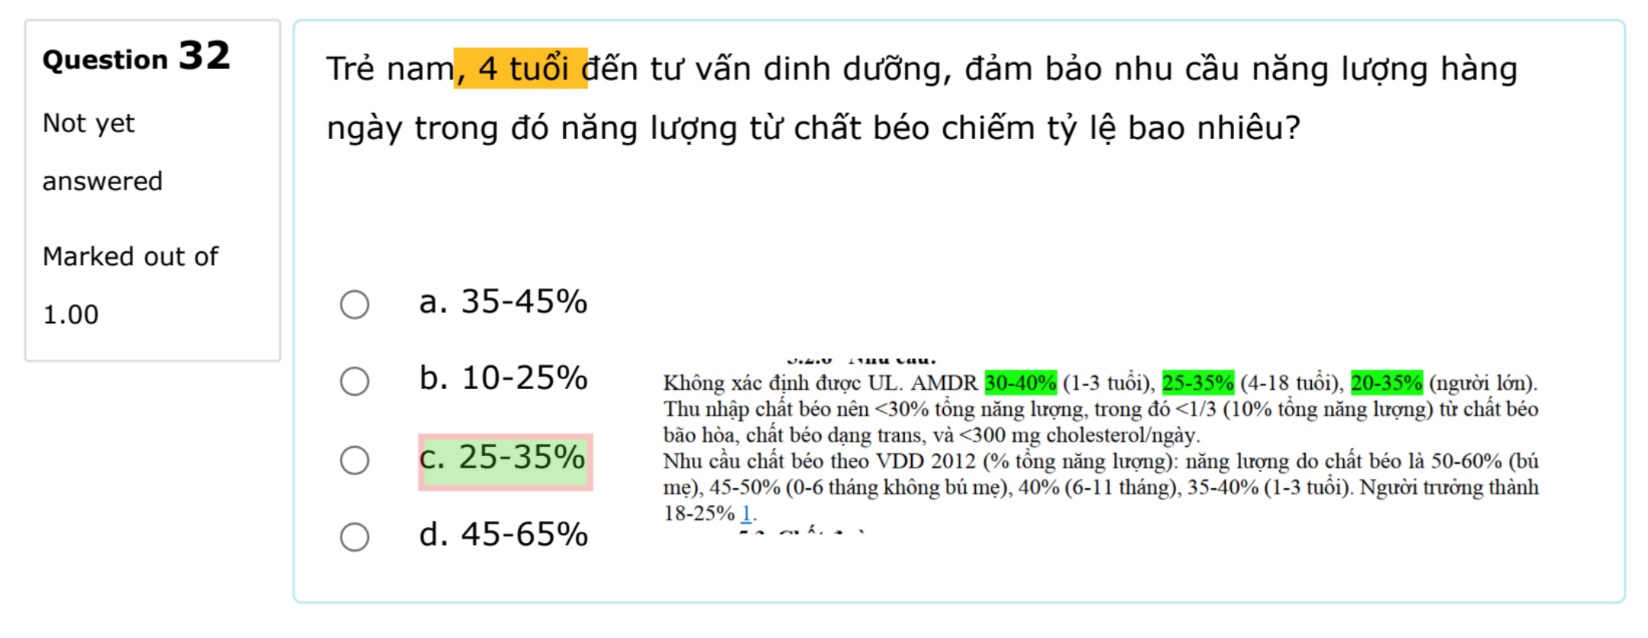 Question 32
Not yet
answered
Marked out of
1.00
Trẻ nam, 4 tuổi đến tư vấn dinh dưỡng, đảm bảo nhu cầu năng lượng hàng
ngày trong đó năng lượng từ chất béo chiếm tỷ lệ bao nhiêu?
a. 35-45%
b. 10-25%
c. 25-35%
d. 45-65%
Không xác định được UL. AMDR 30-40% (1-3 tuổi), 25-35% (4-18 tuổi), 20-35% (người lớn).
Thu nhập chất béo nên <30% tổng năng lượng, trong đó <1/3 (10% tổng năng lượng) từ chất béo
bão hòa, chất béo dạng trans, và <300 mg cholesterol/ngày.
Nhu cầu chất béo theo VDD 2012 (% tổng năng lượng): năng lượng do chất béo là 50-60% (bú
mẹ), 45-50% (0-6 tháng không bú mẹ), 40% (6-11 tháng), 35-40% (1-3 tuổi). Người trưởng thành
18-25% 1.